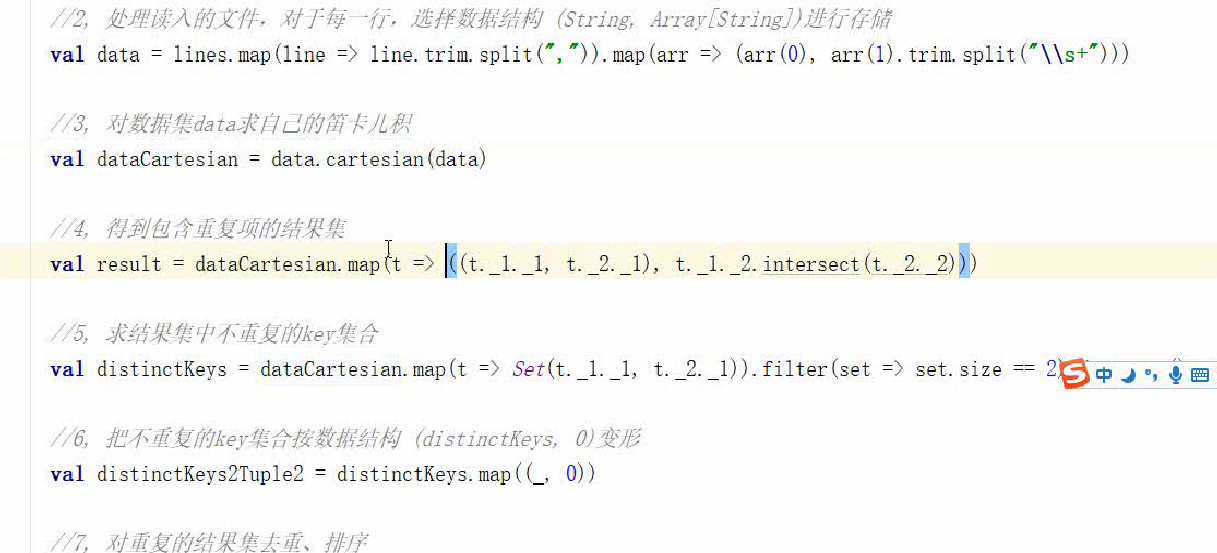 //2, 处理读入的文件，对于每一行，选择数据结构 (String, Array[String])进行存储
val data = lines.map(line => line.trim.split(",")).map(arr => (arr(0), arr(1).trim.split("\\s+")))
//3, 对数据集data求自己的笛卡儿积
val dataCartesian = data.cartesian(data)
//4, 得到包含重复项的结果集
val result = dataCartesian.map(t => ((t._1._1, t._2._1), t._1._2.intersect(t._2._2)))
//5, 求结果集中不重复的key集合
val distinctKeys = dataCartesian.map(t => Set(t._1._1, t._2._1)).filter(set => set.size == 2)
中
//6, 把不重复的key集合按数据结构 (distinctKeys, 0)变形
val distinctKeys2Tuple2 = distinctKeys.map((_, 0))
//7, 对重复的结果集去重、排序